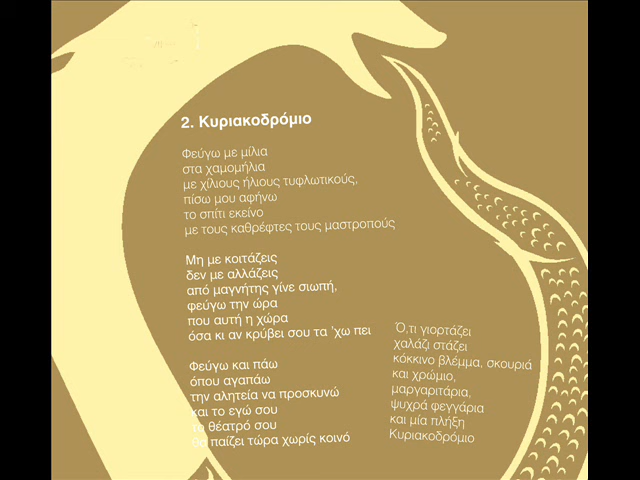 2. Κυριακοδρόμιο
Φεύγω με μίλια
στα χαμομήλια
με χίλιους ήλιους τυφλωτικούς,
πίσω μου αφήνω
το σπίτι εκείνο
με τους καθρέφτες τους μαστροπούς
Μη με κοιτάζεις
δεν με αλλάζεις
από μαγνήτης γίνε σιωπή,
φεύγω την ώρα
που αυτή η χώρα
όσα κι αν κρύβει σου τα 'χω πει
Φεύγω και πάω
όπου αγαπάω
την αλητεία να προσκυνώ
και το εγώ σου
το θέατρό σου
θα παίζει τώρα χωρίς κοινό
Ό,τι γιορτάζει
χαλάζι στάζει
κόκκινο βλέμμα, σκουριά
και χρώμιο,
μαργαριτάρια,
ψυχρά φεγγάρια
και μία πλήξη
Κυριακοδρόμιο